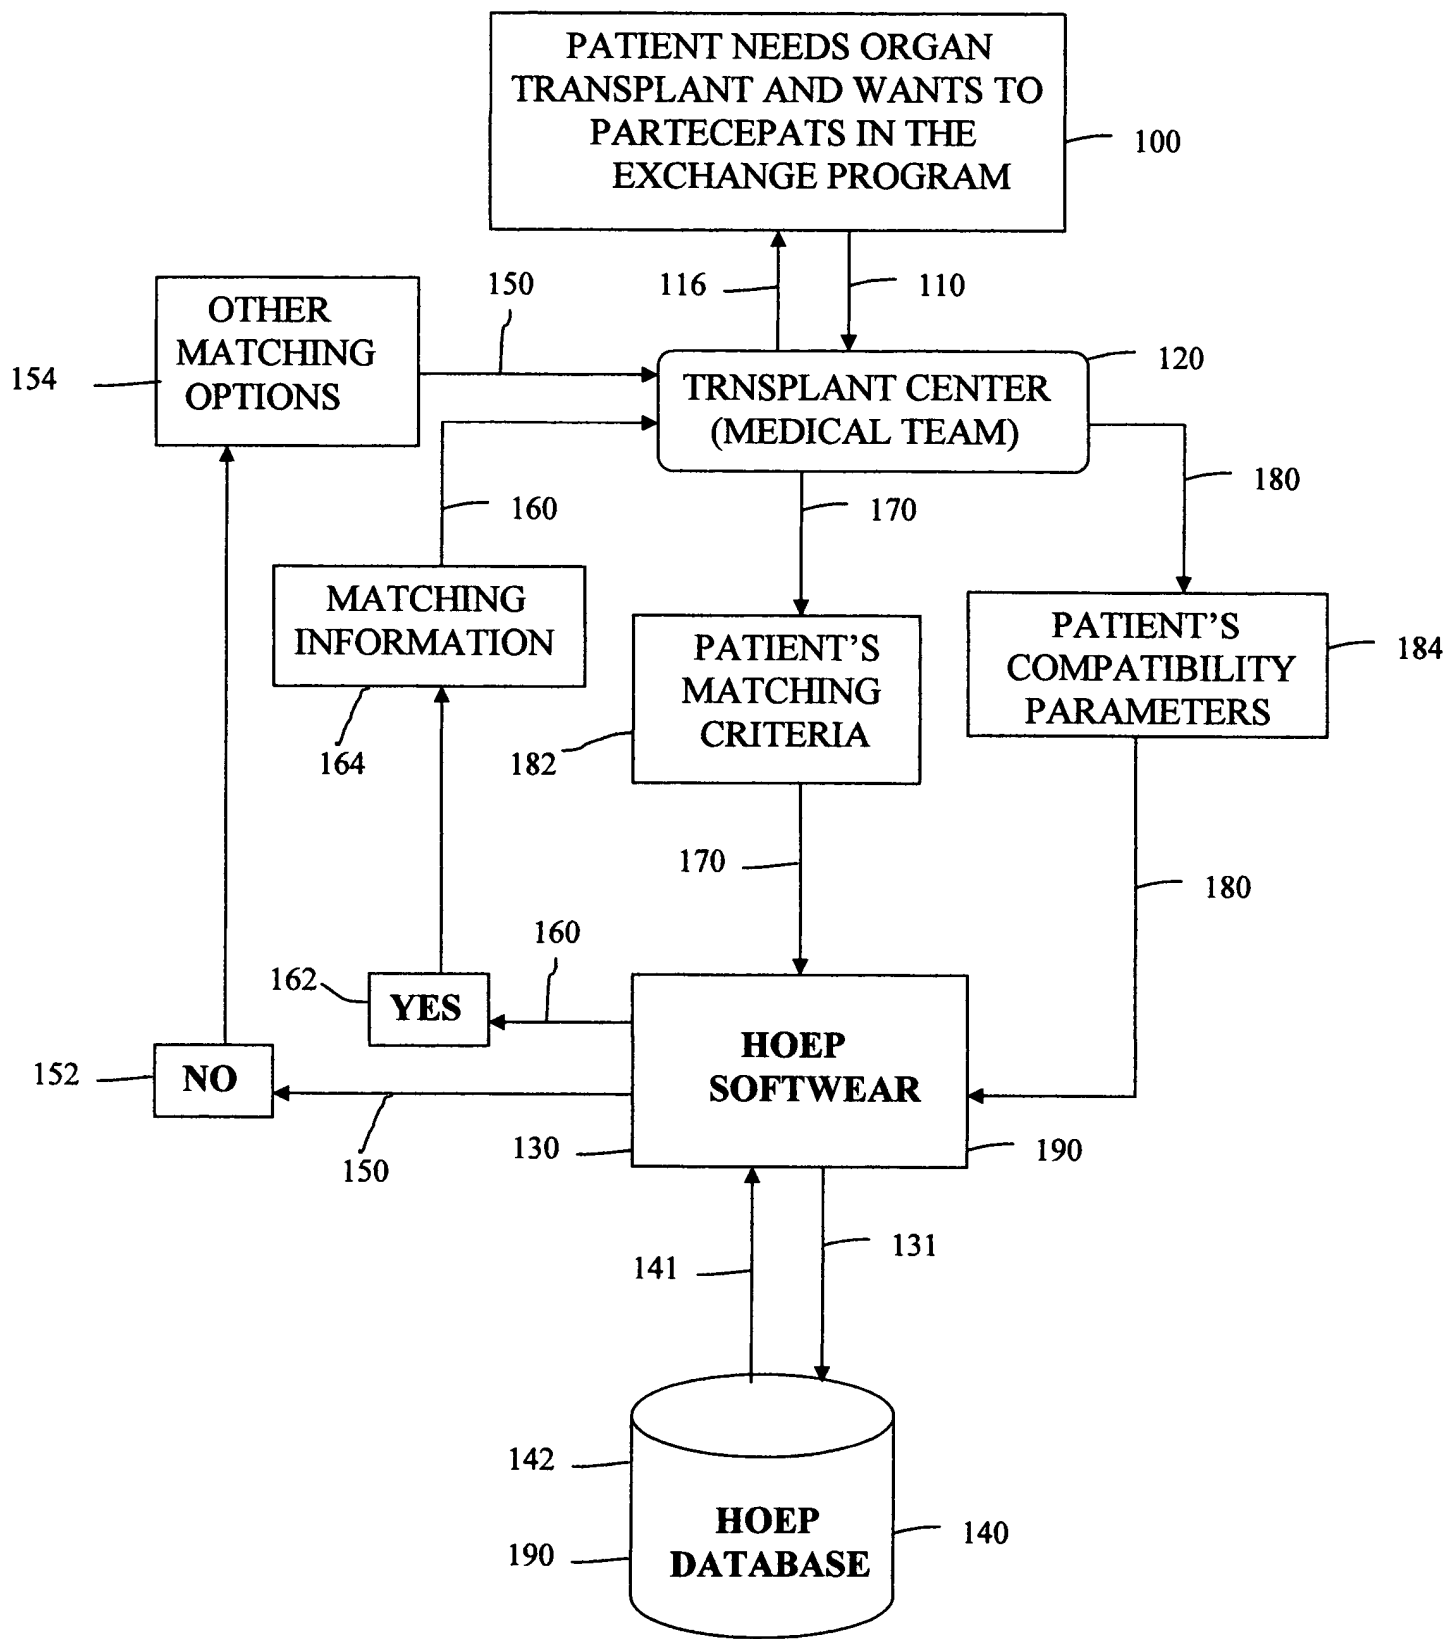 PATIENT NEEDS ORGAN
TRANSPLANT AND WANTS TO
PARTECEPATS IN THE
EXCHANGE PROGRAM
100
116
110
150
OTHER
MATCHING
OPTIONS
154
120
TRNSPLANT CENTER
(MEDICAL TEAM)
160
170
180
MATCHING
INFORMATION
164
PATIENT'S
MATCHING
CRITERIA
182
PATIENT'S
COMPATIBILITY
PARAMETERS
184
170
180
160
162
YES
152
NO
150
HOEP
SOFTWEAR
130
190
141
131
142
190
HOEP
DATABASE
140